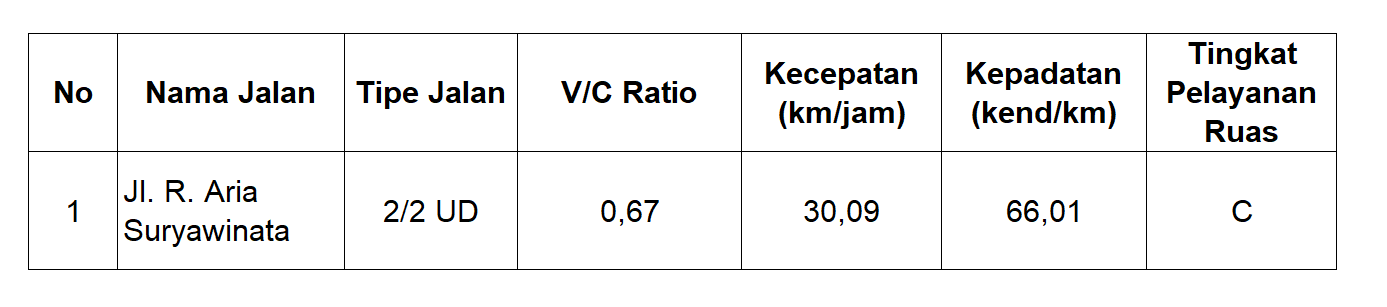 No
Nama Jalan
Tipe Jalan
V/C Ratio
Kecepatan
(km/jam)
Kepadatan
(kend/km)
Tingkat
Pelayanan
Ruas
1
Jl. R. Aria
Suryawinata
2/2 UD
0,67
30,09
66,01
C